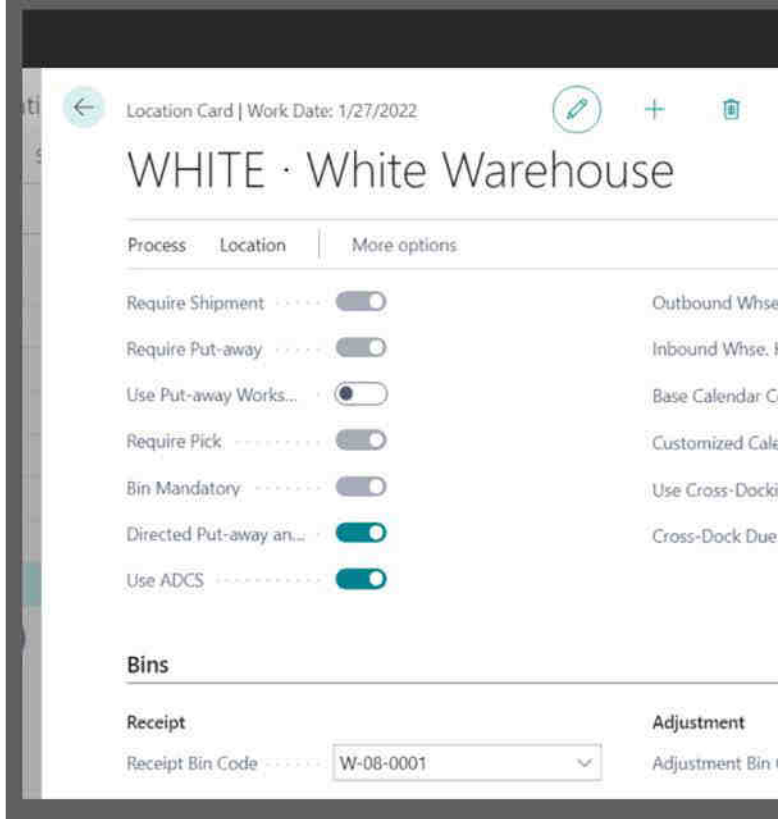 Location Card | Work Date: 1/27/2022
WHITE · White Warehouse
Process Location More options
Require Shipment
Outbound Whse
Require Put-away
Inbound Whse.
Use Put-away Works...
Base Calendar
Require Pick
Customized Cale
Bin Mandatory
Use Cross-Docki
Directed Put-away an...
Cross-Dock Due
Use ADCS
Bins
Receipt
Adjustment
Receipt Bin Code W-08-0001
Adjustment Bin